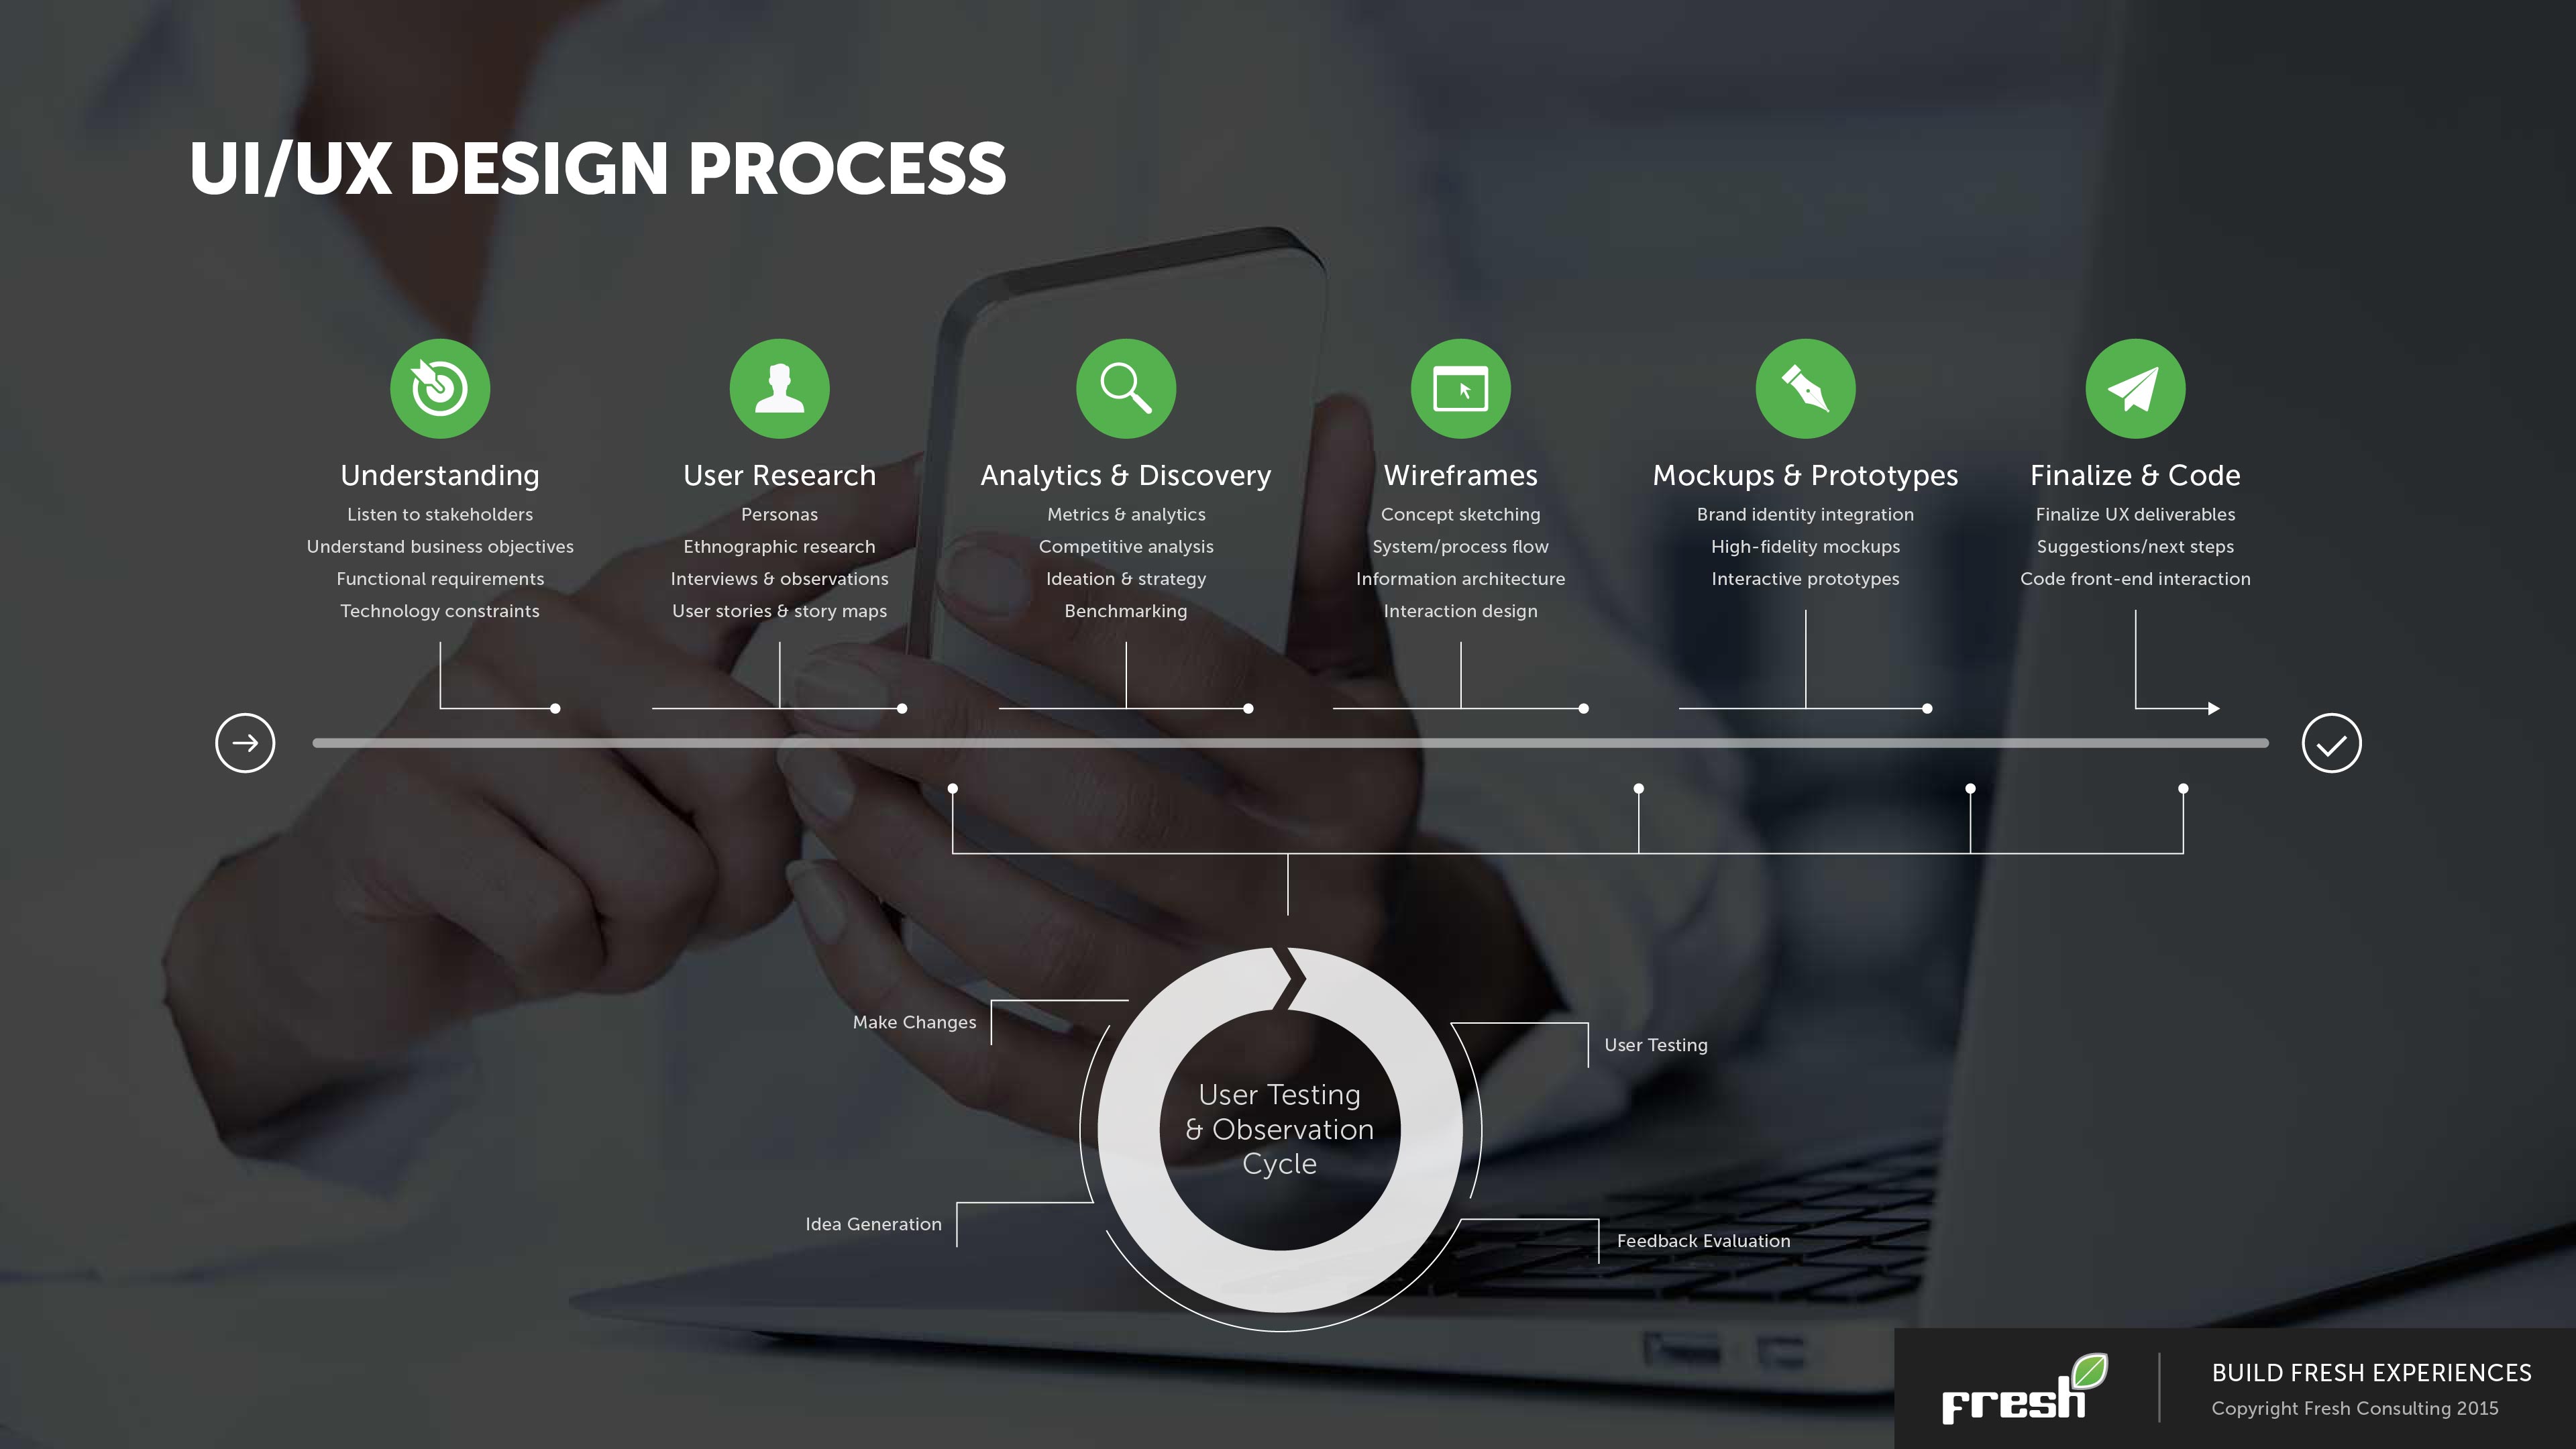 UI/UX DESIGN PROCESS
Understanding
Listen to stakeholders
Understand business objectives
Functional requirements
Technology constraints
User Research
Personas
Ethnographic research
Interviews & observations
User stories & story maps
Analytics & Discovery
Metrics & analytics
Competitive analysis
Ideation & strategy
Benchmarking
Wireframes
Concept sketching
System/process flow
Information architecture
Interaction design
Mockups & Prototypes
Brand identity integration
High-fidelity mockups
Interactive prototypes
Finalize & Code
Finalize UX deliverables
Suggestions/next steps
Code front-end interaction
Make Changes
User Testing
User Testing
& Observation
Cycle
Idea Generation
Feedback Evaluation
fresh
BUILD FRESH EXPERIENCES
Copyright Fresh Consulting 2015